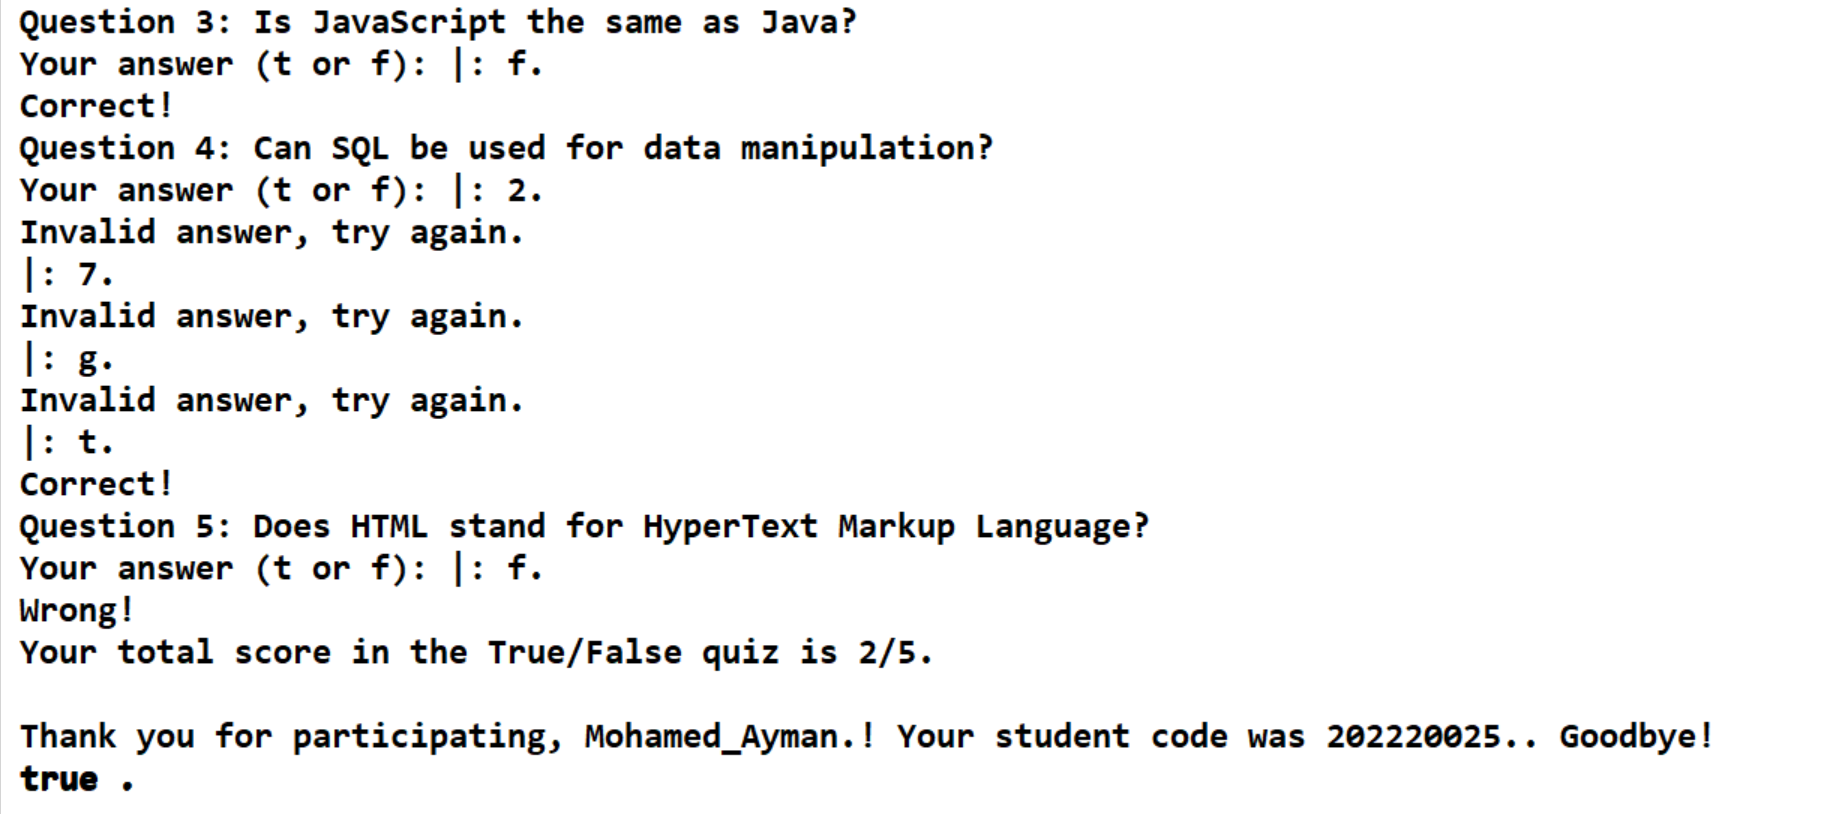 Question 3: Is JavaScript the same as Java?
Your answer (t or f): |: f.
Correct!
Question 4: Can SQL be used for data manipulation?
Your answer (t or f): |: 2.
Invalid answer, try again.
|: 7.
Invalid answer, try again.
|: g.
Invalid answer, try again.
|: t.
Correct!
Question 5: Does HTML stand for HyperText Markup Language?
Your answer (t or f): |: f.
Wrong!
Your total score in the True/False quiz is 2/5.
Thank you for participating, Mohamed_Ayman.! Your student code was 202220025.. Goodbye!
true .